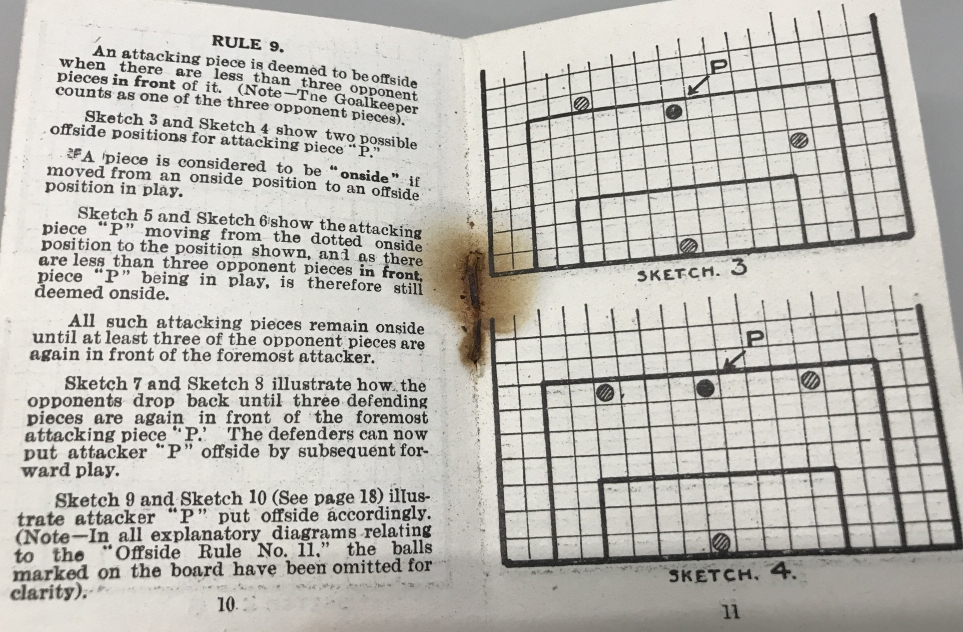 RULE 9.
An attacking piece is deemed to be offside
when there are less than three opponent
pieces in front of it. (Note—The Goalkeeper
counts as one of the three opponent pieces).
Sketch 3 and Sketch 4 show two possible
offside positions for attacking piece "P."
A piece is considered to be "onside" if
moved from an onside position to an offside
position in play.
Sketch 5 and Sketch 6 show the attacking
piece "P" moving from the dotted onside
position to the position shown, and as there
are less than three opponent pieces in front,
piece "P" being in play, is therefore still
deemed onside.
All such attacking pieces remain onside
until at least three of the opponent pieces are
again in front of the foremost attacker.
Sketch 7 and Sketch 8 illustrate how the
opponents drop back until three defending
pieces are again in front of the foremost
attacking piece "P.' The defenders can now
put attacker "P" offside by subsequent for-
ward play.
Sketch 9 and Sketch 10 (See page 18) illus-
trate attacker "P" put offside accordingly.
(Note—In all explanatory diagrams relating
to the "Offside Rule No. 11," the balls
marked on the board have been omitted for
clarity).
10
P
SKETCH. 3
P
SKETCH. 4.
11